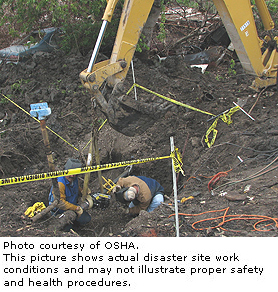 Photo courtesy of OSHA.
This picture shows actual disaster site work
conditions and may not illustrate proper safety
and health procedures.